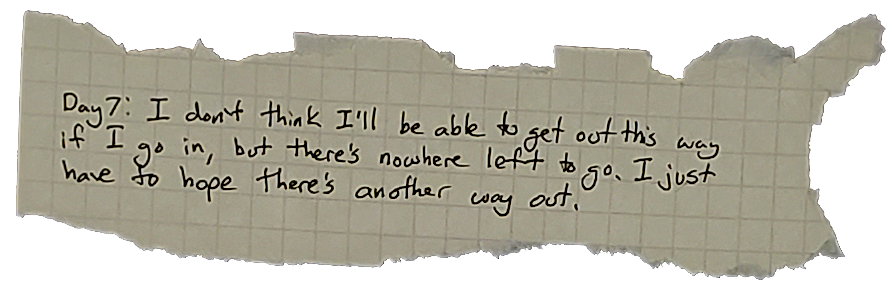 Day 7: I don't think I'll be able to get out this way
if I go in, but there's nowhere left to go. I just
have to hope there's another way out.